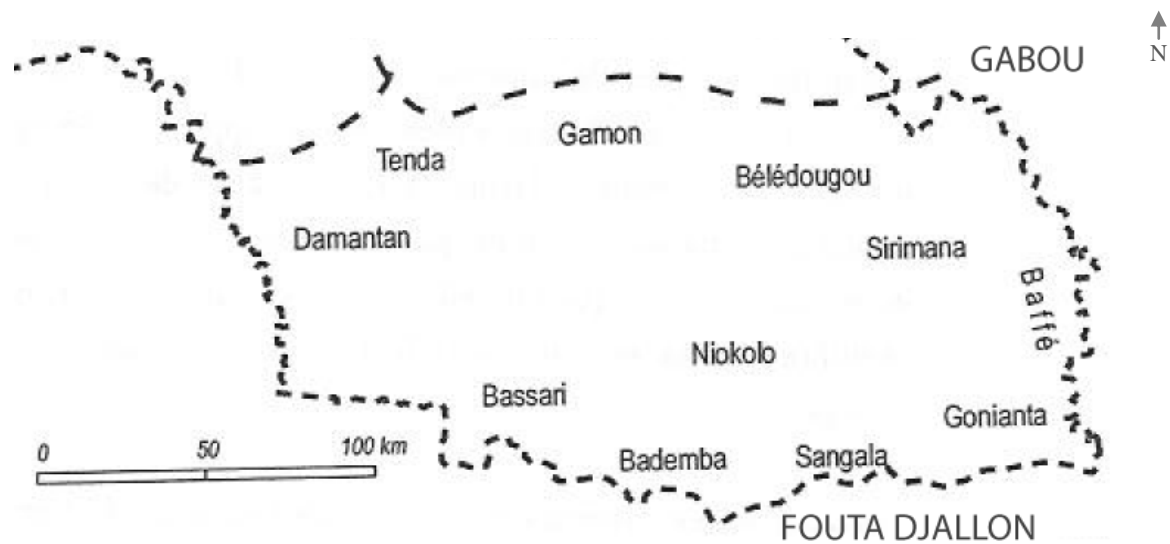 N
GABOU
Gamon
Tenda
Bélédougou
Damantan
Sirimana
Baffé
Niokolo
Bassari
Gonianta
0 50 100 km
Bademba
Sangala
FOUTA DJALLON